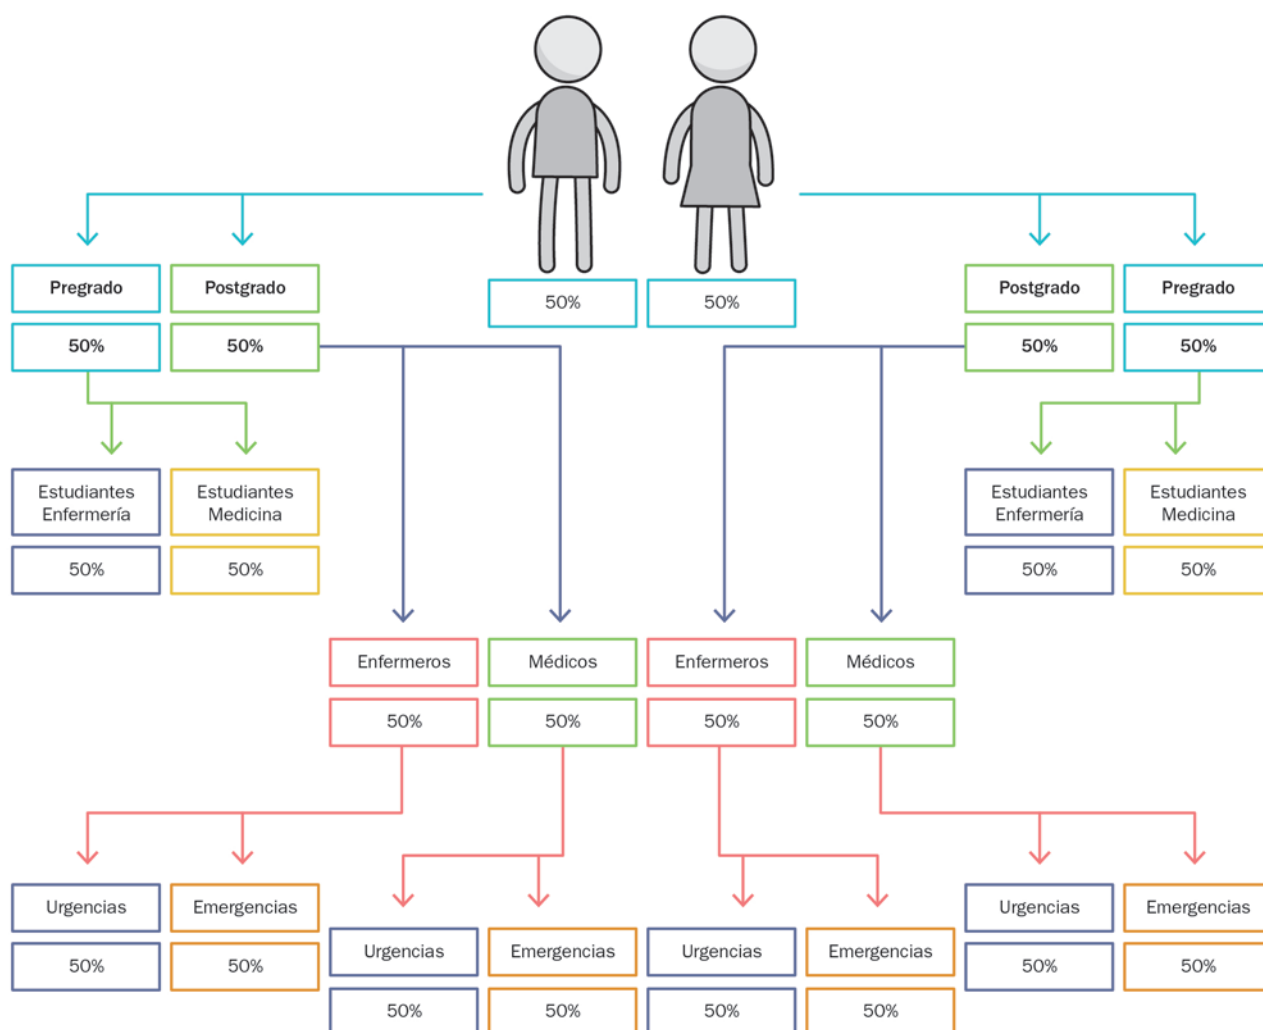 50%
50%
Pregrado
Postgrado
Postgrado
Pregrado
50%
50%
50%
50%
Estudiantes
Enfermería
Estudiantes
Medicina
Estudiantes
Enfermería
Estudiantes
Medicina
50%
50%
50%
50%
Enfermeros
Médicos
Enfermeros
Médicos
50%
50%
50%
50%
Urgencias
Emergencias
Urgencias
Emergencias
50%
50%
50%
50%
Urgencias
Emergencias
Urgencias
Emergencias
50%
50%
50%
50%